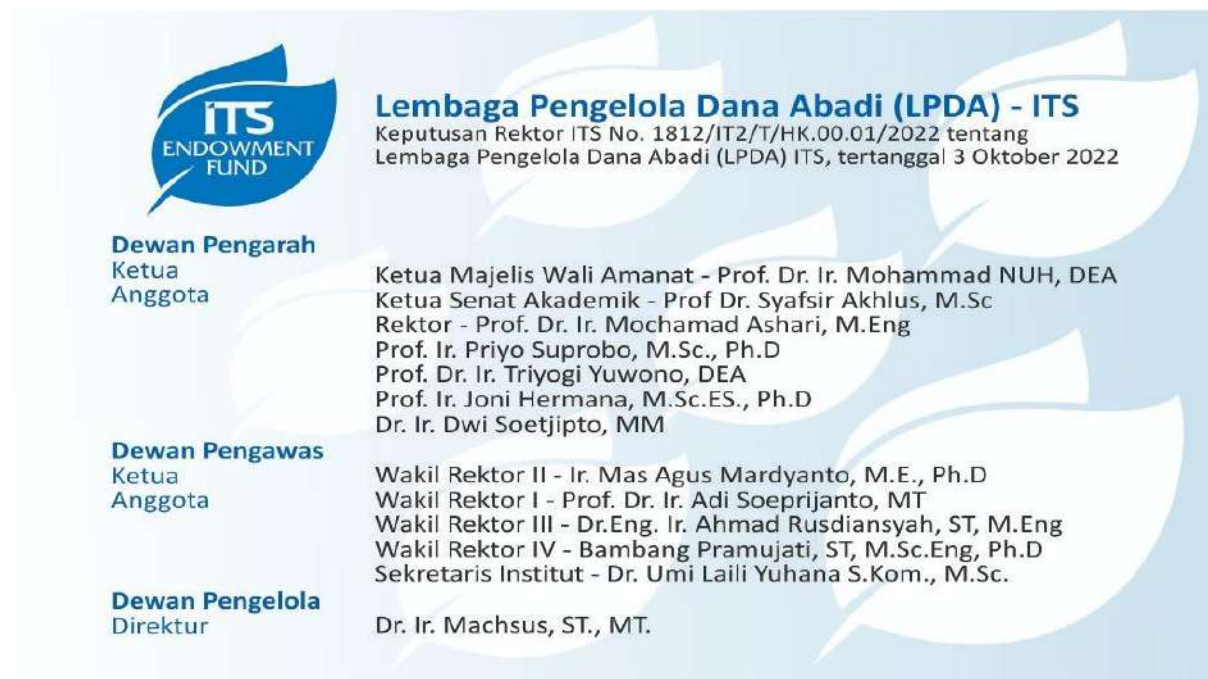 ITS
ENDOWMENT
FUND
Lembaga Pengelola Dana Abadi (LPDA) - ITS
Keputusan Rektor ITS No. 1812/IT2/T/HK.00.01/2022 tentang
Lembaga Pengelola Dana Abadi (LPDA) ITS, tertanggal 3 Oktober 2022
Dewan Pengarah
Ketua Ketua Majelis Wali Amanat - Prof. Dr. Ir. Mohammad NUH, DEA
Anggota Ketua Senat Akademik - Prof Dr. Syafsir Akhlus, M.Sc
Rektor - Prof. Dr. Ir. Mochamad Ashari, M.Eng
Prof. Ir. Priyo Suprobo, M.Sc., Ph.D
Prof. Dr. Ir. Triyogi Yuwono, DEA
Prof. Ir. Joni Hermana, M.Sc.ES., Ph.D
Dr. Ir. Dwi Soetjipto, MM
Dewan Pengawas
Ketua Wakil Rektor II - Ir. Mas Agus Mardyanto, M.E., Ph.D
Anggota Wakil Rektor I - Prof. Dr. Ir. Adi Soeprijanto, MT
Wakil Rektor III - Dr.Eng. Ir. Ahmad Rusdiansyah, ST, M.Eng
Wakil Rektor IV - Bambang Pramujati, ST, M.Sc.Eng, Ph.D
Sekretaris Institut - Dr. Umi Laili Yuhana S.Kom., M.Sc.
Dewan Pengelola
Direktur Dr. Ir. Machsus, ST., MT.